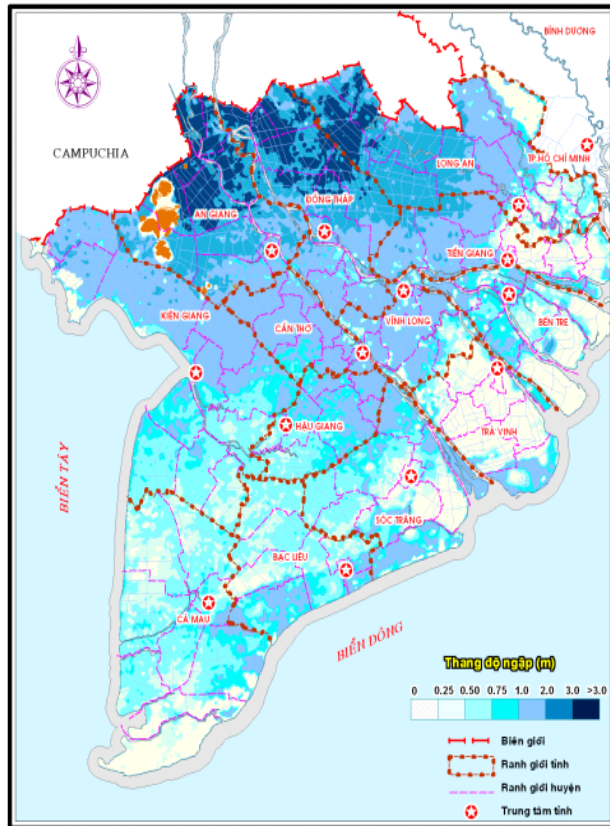 BÌNH DƯƠNG
CAMPUCHIA
LONG AN
TP.HỒ CHÍ MINH
AN GIANG
ĐỒNG THÁP
TIỀN GIANG
KIÊN GIANG
CẦN THƠ
VĨNH LONG
BẾN TRE
HẬU GIANG
TRÀ VINH
BIỂN TÂY
SÓC TRĂNG
BẠC LIÊU
CÀ MAU
BIỂN ĐÔNG
Thang độ ngập (m)
0 0.25 0.50 0.75 1.0 2.0 3.0 >3.0
Biên giới
Ranh giới tỉnh
Ranh giới huyện
Trung tâm tỉnh